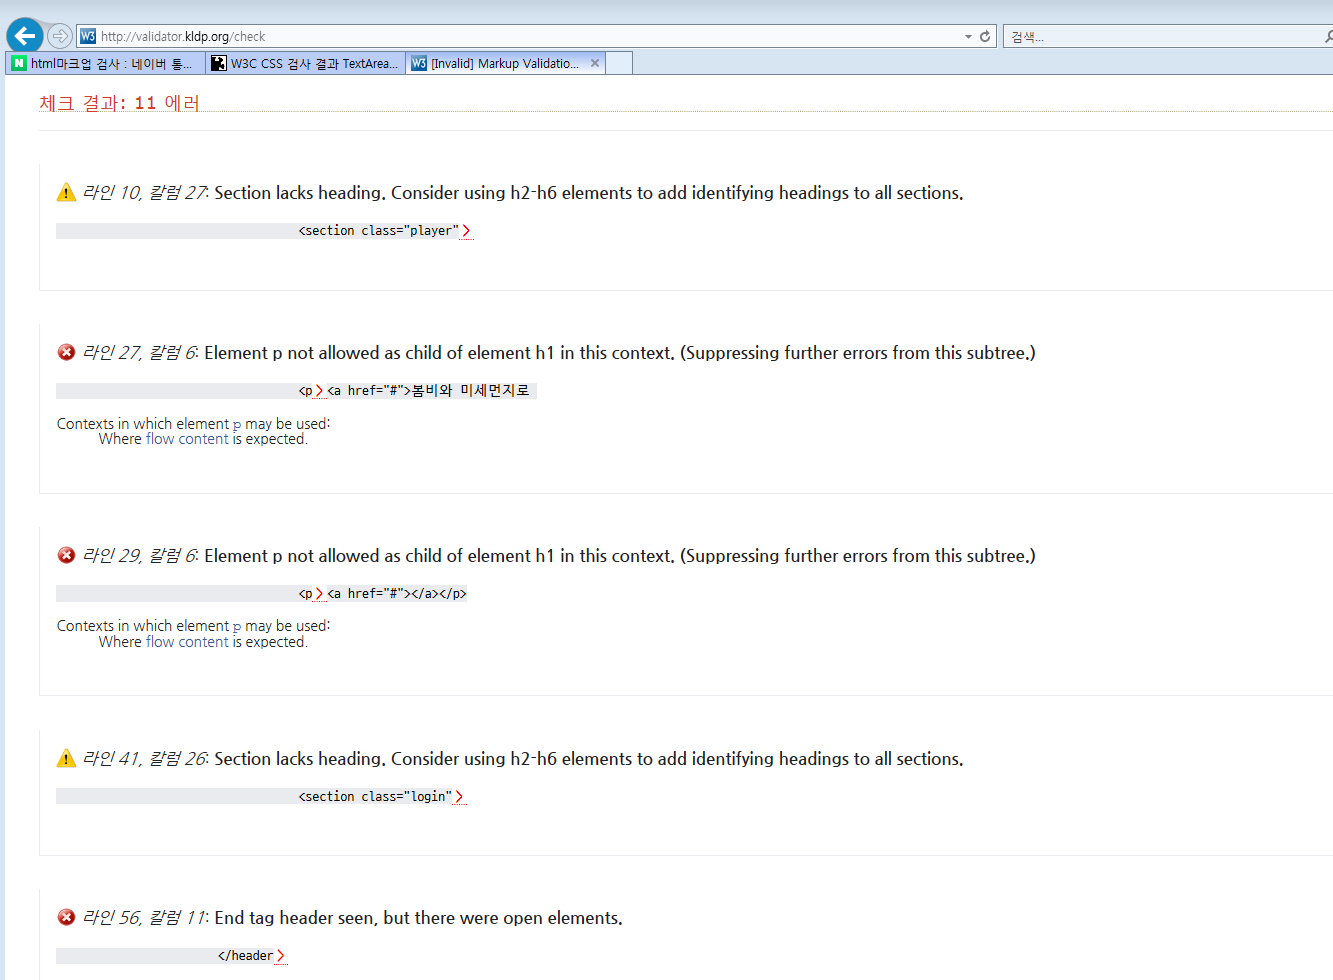 http://validator.kldp.org/check
검색...
html마크업 검사 : 네이버 통...
W3C CSS 검사 결과 TextArea...
[Invalid] Markup Validatio...
체크 결과: 11 에러
라인 10, 칼럼 27: Section lacks heading. Consider using h2-h6 elements to add identifying headings to all sections.
<section class="player">
라인 27, 칼럼 6: Element p not allowed as child of element h1 in this context. (Suppressing further errors from this subtree.)
<p><a href="#">봄비와 미세먼지로
Contexts in which element p may be used:
Where flow content is expected.
라인 29, 칼럼 6: Element p not allowed as child of element h1 in this context. (Suppressing further errors from this subtree.)
<p><a href="#"></a></p>
Contexts in which element p may be used:
Where flow content is expected.
라인 41, 칼럼 26: Section lacks heading. Consider using h2-h6 elements to add identifying headings to all sections.
<section class="login">
라인 56, 칼럼 11: End tag header seen, but there were open elements.
</header>